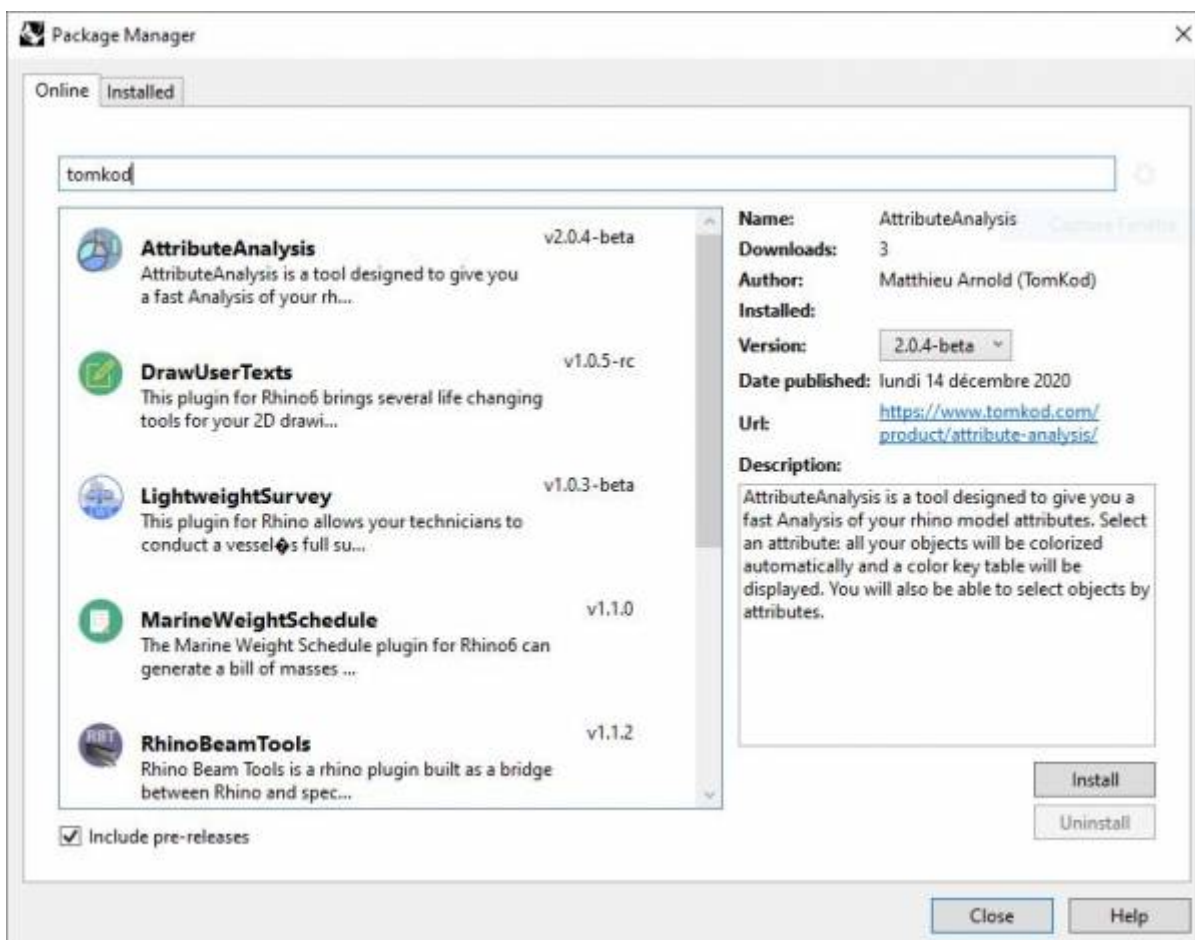 Package Manager
Online Installed
tomkod
AttributeAnalysis v2.0.4-beta
AttributeAnalysis is a tool designed to give you
a fast Analysis of your rh...
DrawUserTexts v1.0.5-rc
This plugin for Rhino6 brings several life changing
tools for your 2D drawi...
LightweightSurvey v1.0.3-beta
This plugin for Rhino allows your technicians to
conduct a vessel�s full su...
MarineWeightSchedule v1.1.0
The Marine Weight Schedule plugin for Rhino6 can
generate a bill of masses ...
RBT
RhinoBeamTools v1.1.2
Rhino Beam Tools is a rhino plugin built as a bridge
between Rhino and spec...
Include pre-releases
Name: AttributeAnalysis
Downloads: 3
Author: Matthieu Arnold (TomKod)
Installed:
Version: 2.0.4-beta
Date published: lundi 14 décembre 2020
Url: https://www.tomkod.com/
product/attribute-analysis/
Description:
AttributeAnalysis is a tool designed to give you a
fast Analysis of your rhino model attributes. Select
an attribute: all your objects will be colorized
automatically and a color key table will be
displayed. You will also be able to select objects by
attributes.
Install
Uninstall
Close Help